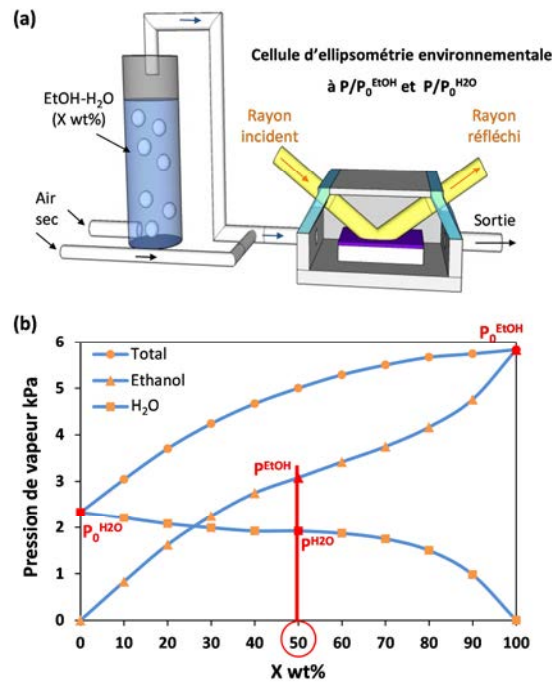 (a)
Cellule d'ellipsométrie environnementale
à P/P₀ᴱᵗᴼᴴ et P/P₀ᴴ²ᴼ
EtOH-H₂O
(X wt%)
Rayon
incident
Rayon
réfléchi
Air
sec
Sortie
(b)
Pression de vapeur kPa
6
5
4
3
2
1
0
Total
Ethanol
H₂O
P₀ᴱᵗᴼᴴ
Pᴱᵗᴼᴴ
P₀ᴴ²ᴼ
Pᴴ²ᴼ
0 10 20 30 40 50 60 70 80 90 100
X wt%